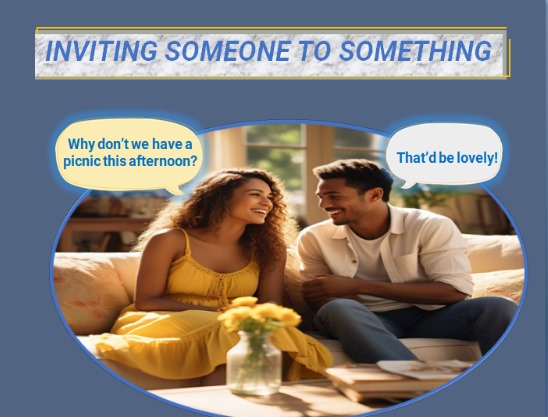 INVITING SOMEONE TO SOMETHING
Why don't we have a
picnic this afternoon?
That'd be lovely!